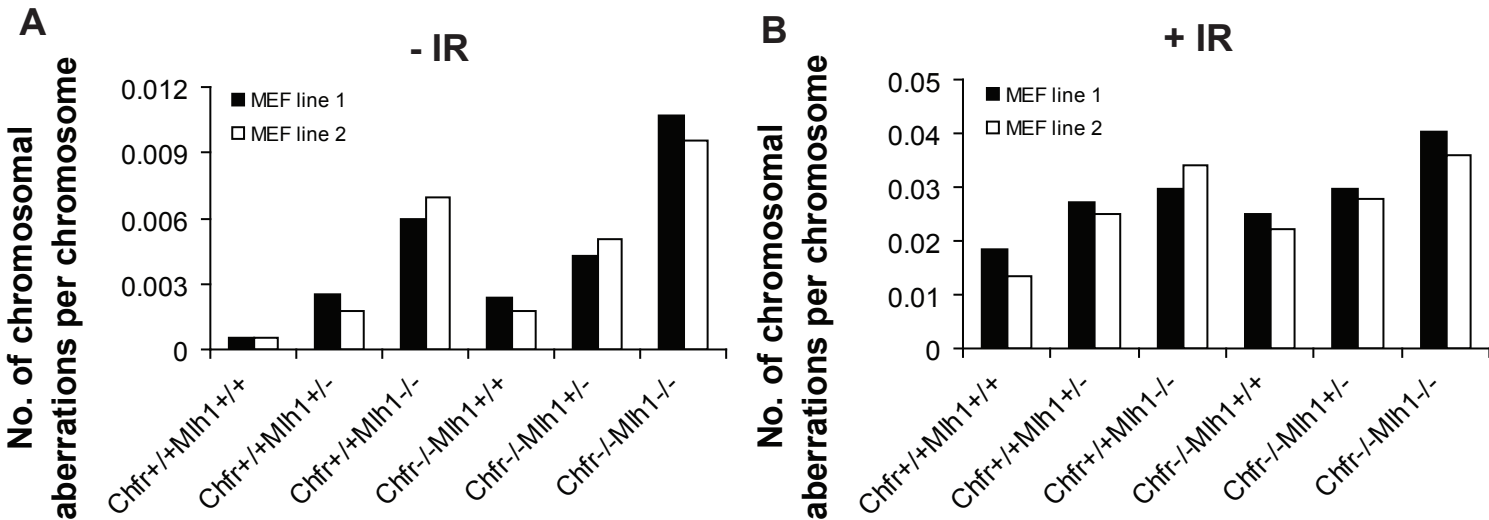 A
- IR
No. of chromosomal
aberrations per chromosome
0.012
0.009
0.006
0.003
0
MEF line 1
MEF line 2
Chfr+/+Mlh1+/+
Chfr+/+Mlh1+/-
Chfr+/+Mlh1-/-
Chfr-/-Mlh1+/+
Chfr-/-Mlh1+/-
Chfr-/-Mlh1-/-
B
+ IR
No. of chromosomal
aberrations per chromosome
0.05
0.04
0.03
0.02
0.01
0
MEF line 1
MEF line 2
Chfr+/+Mlh1+/+
Chfr+/+Mlh1+/-
Chfr+/+Mlh1-/-
Chfr-/-Mlh1+/+
Chfr-/-Mlh1+/-
Chfr-/-Mlh1-/-